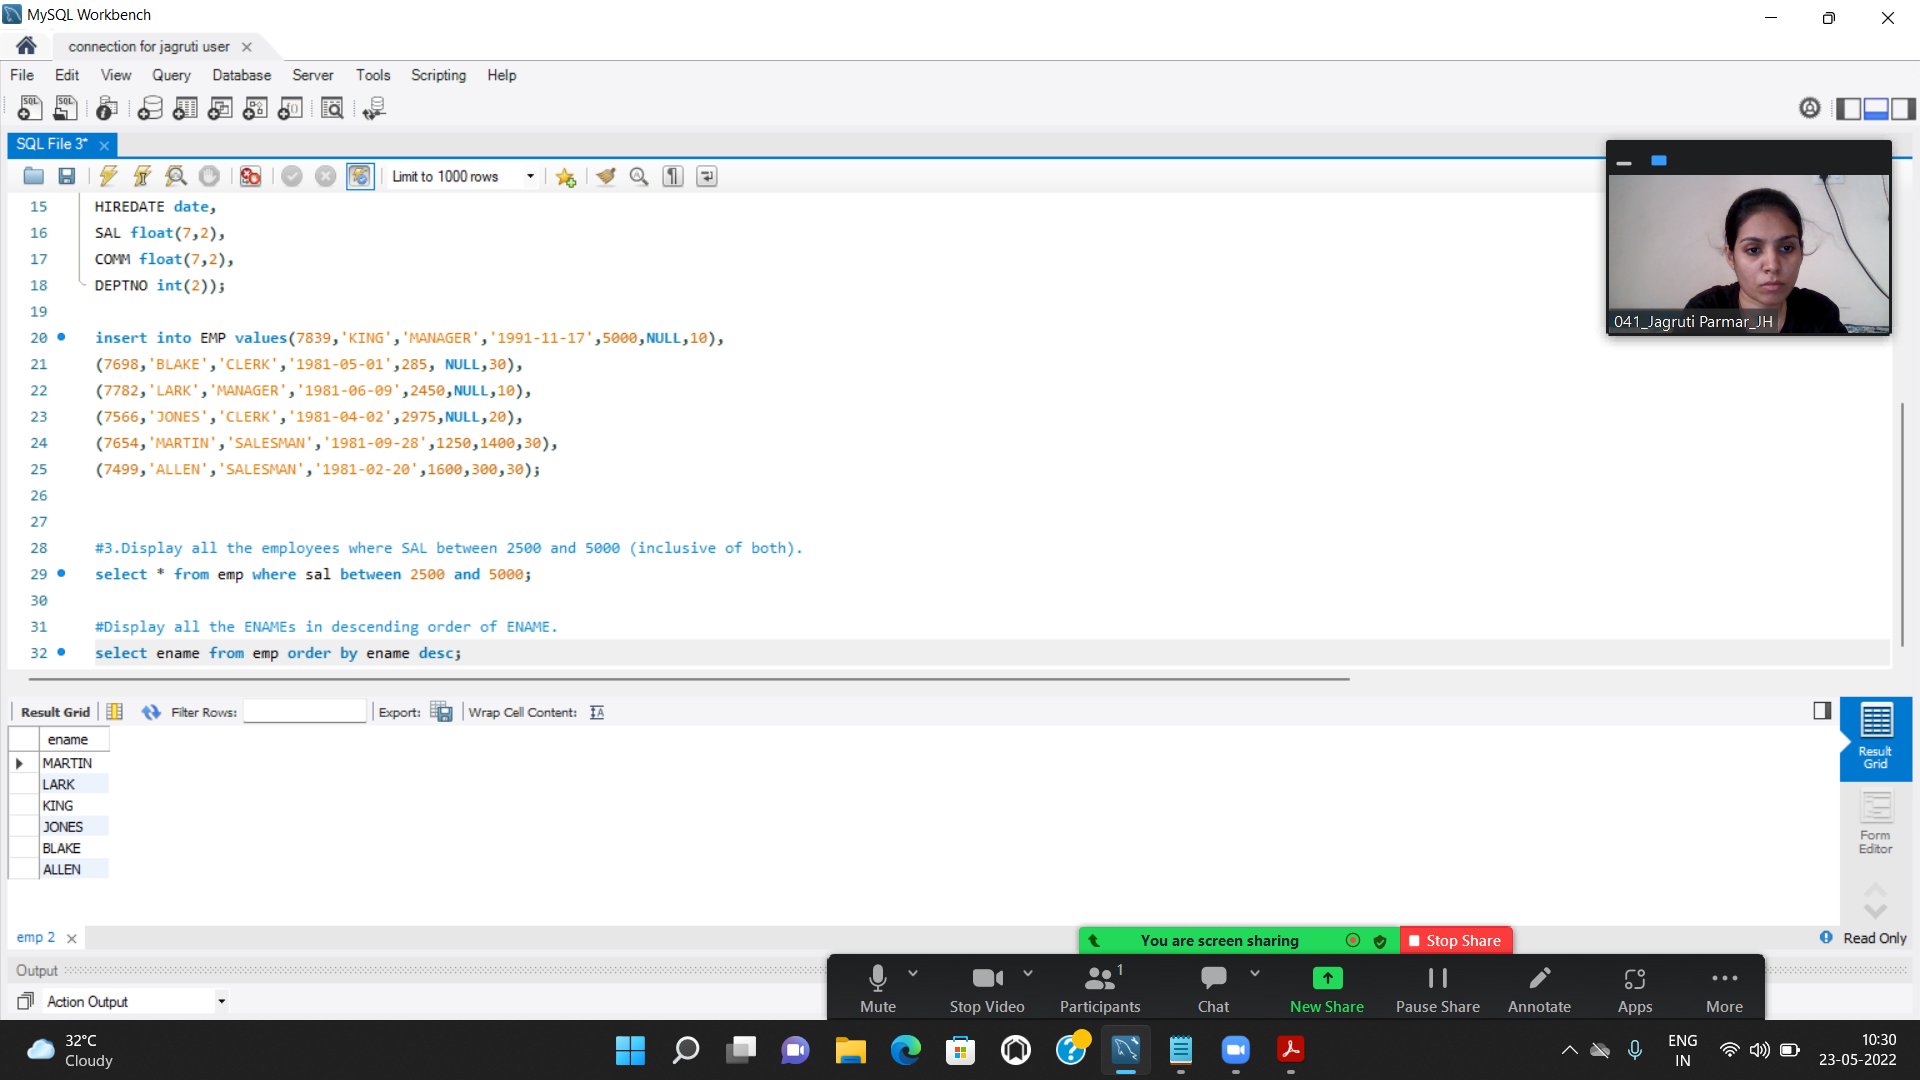 MySQL Workbench
connection for jagruti user
File Edit View Query Database Server Tools Scripting Help
SQL File 3*
Limit to 1000 rows
15 HIREDATE date,
16 SAL float(7,2),
17 COMM float(7,2),
18 DEPTNO int(2));
19
20 insert into EMP values(7839,'KING','MANAGER','1991-11-17',5000,NULL,10),
21 (7698,'BLAKE','CLERK','1981-05-01',285, NULL,30),
22 (7782,'LARK','MANAGER','1981-06-09',2450,NULL,10),
23 (7566,'JONES','CLERK','1981-04-02',2975,NULL,20),
24 (7654,'MARTIN','SALESMAN','1981-09-28',1250,1400,30),
25 (7499,'ALLEN','SALESMAN','1981-02-20',1600,300,30);
26
27
28 #3.Display all the employees where SAL between 2500 and 5000 (inclusive of both).
29 select * from emp where sal between 2500 and 5000;
30
31 #Display all the ENAMEs in descending order of ENAME.
32 select ename from emp order by ename desc;
041_Jagruti Parmar_JH
Result Grid Filter Rows: Export: Wrap Cell Content:
ename
MARTIN
LARK
KING
JONES
BLAKE
ALLEN
Result
Grid
Form
Editor
emp 2
Read Only
You are screen sharing
Stop Share
Output
Action Output
1
Mute Stop Video Participants Chat New Share Pause Share Annotate Apps More
32°C
Cloudy
ENG
IN
10:30
23-05-2022